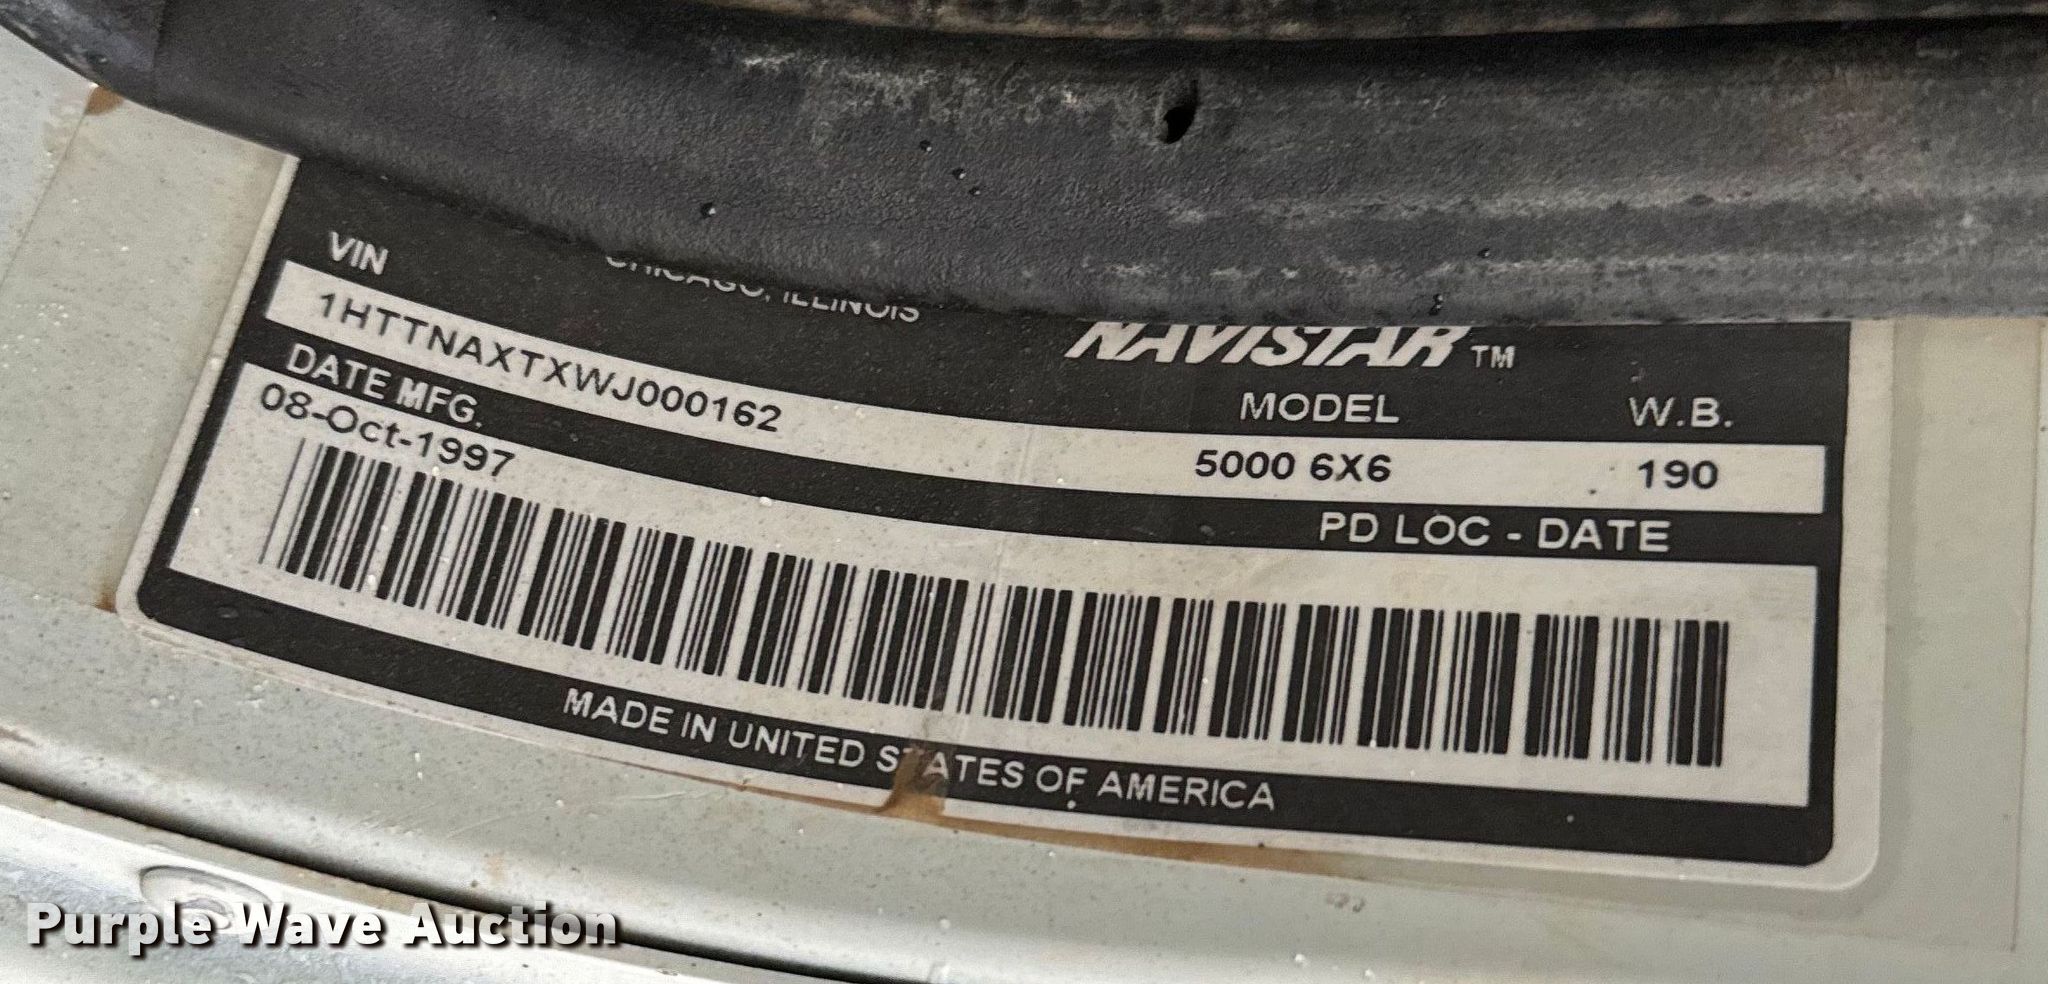 CHICAGO, ILLINOIS
NAVISTAR TM
VIN
MODEL W.B.
1HTTNAXTXWJ000162 5000 6X6 190
DATE MFG. PD LOC - DATE
08-Oct-1997
MADE IN UNITED STATES OF AMERICA
Purple Wave Auction